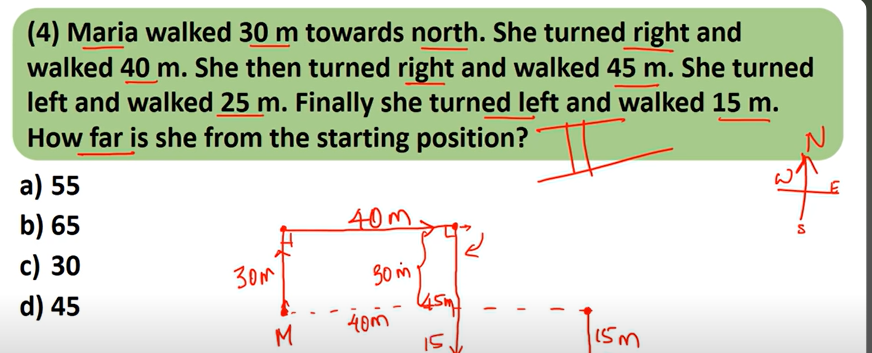 (4) Maria walked 30 m towards north. She turned right and
walked 40 m. She then turned right and walked 45 m. She turned
left and walked 25 m. Finally she turned left and walked 15 m.
How far is she from the starting position?
N
W E
S
a) 55
b) 65
c) 30
d) 45
40m
30m
30m
45m
40m
M
15
15m